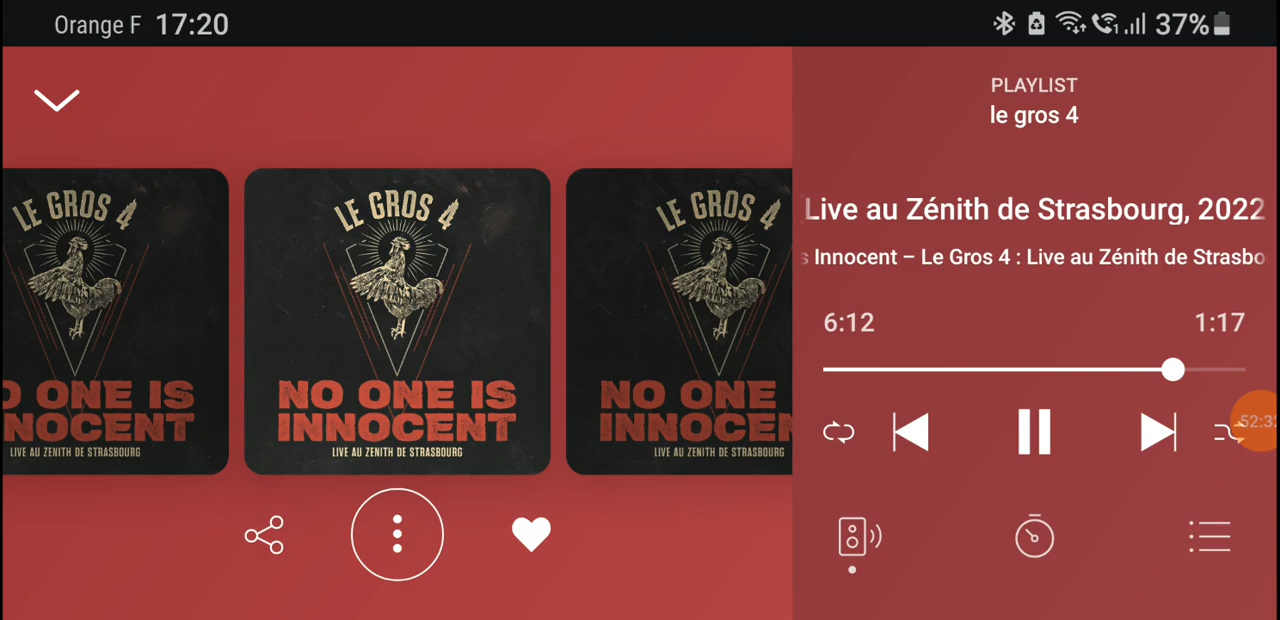 Orange F 17:20
37%
PLAYLIST
le gros 4
Live au Zénith de Strasbourg, 2022
s Innocent – Le Gros 4 : Live au Zénith de Strasbo
6:12
1:17
52:32
LE GROS 4
O ONE IS
NOCENT
LIVE AU ZENITH DE STRASBOURG
LE GROS 4
NO ONE IS
INNOCENT
LIVE AU ZENITH DE STRASBOURG
LE GROS 4
NO ONE IS
INNOCEN
LIVE AU ZENITH DE STRASBOURG